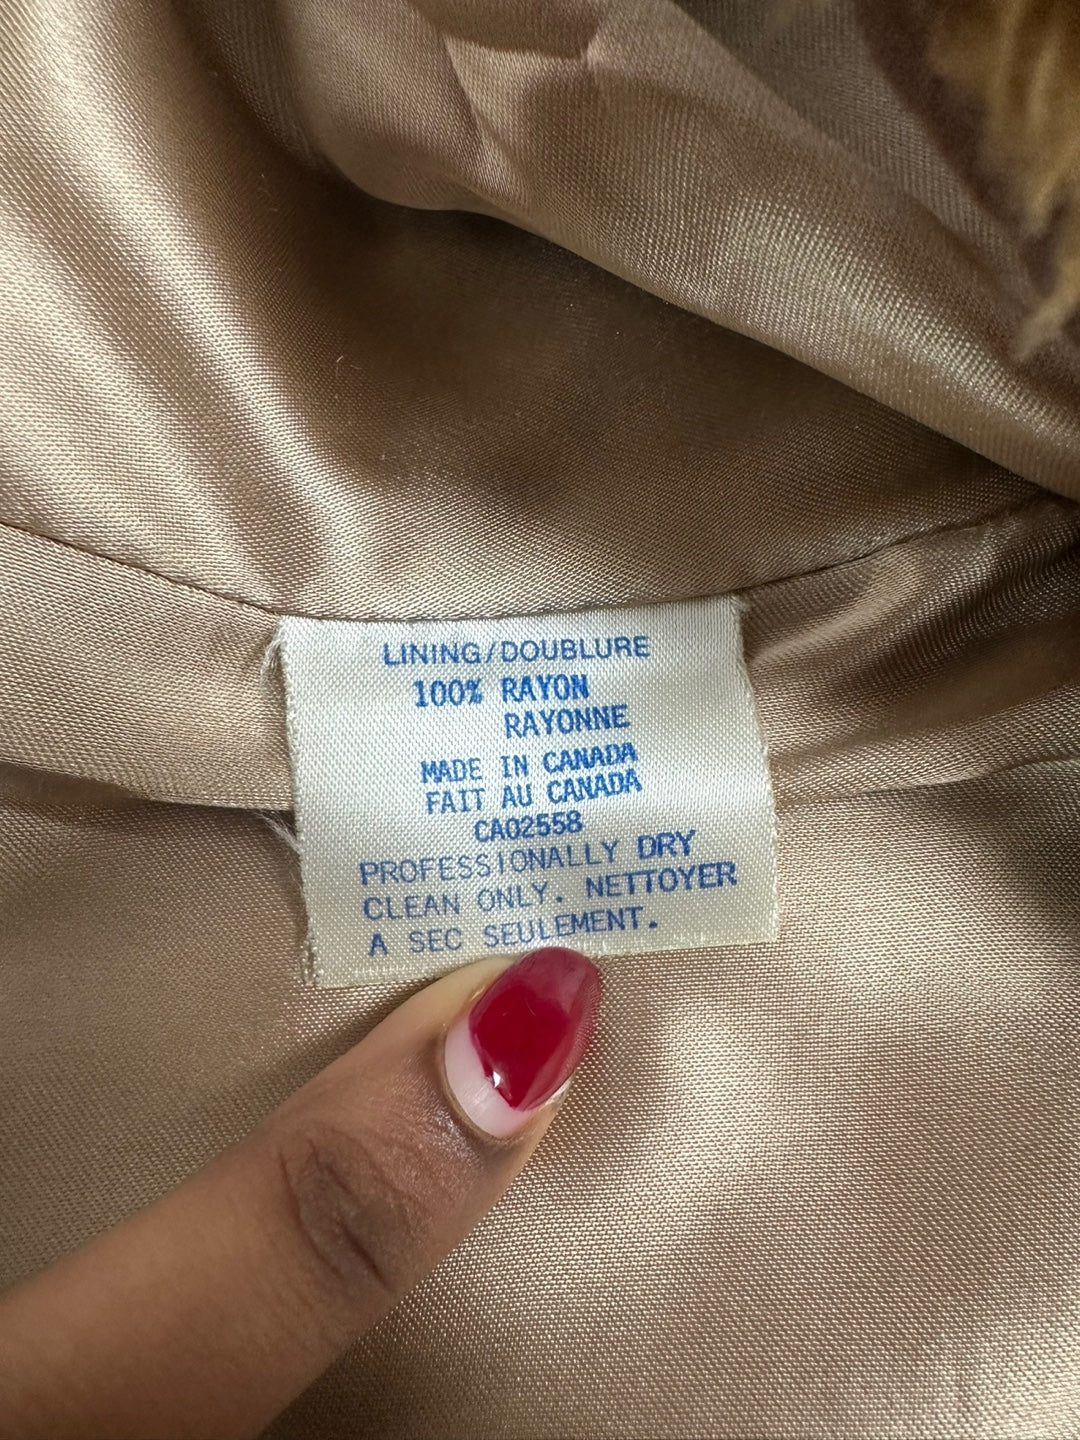 LINING/DOUBLURE
100% RAYON
RAYONNE
MADE IN CANADA
FAIT AU CANADA
CA02558
PROFESSIONALLY DRY
CLEAN ONLY. NETTOYER
A SEC SEULEMENT.